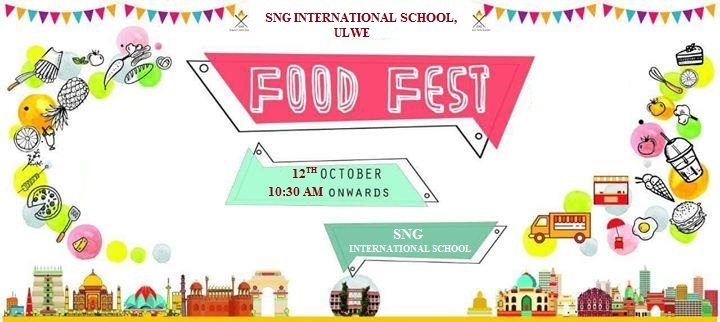 SNG INTERNATIONAL SCHOOL,
ULWE
FOOD FEST
12TH OCTOBER
10:30 AM ONWARDS
SNG
INTERNATIONAL SCHOOL